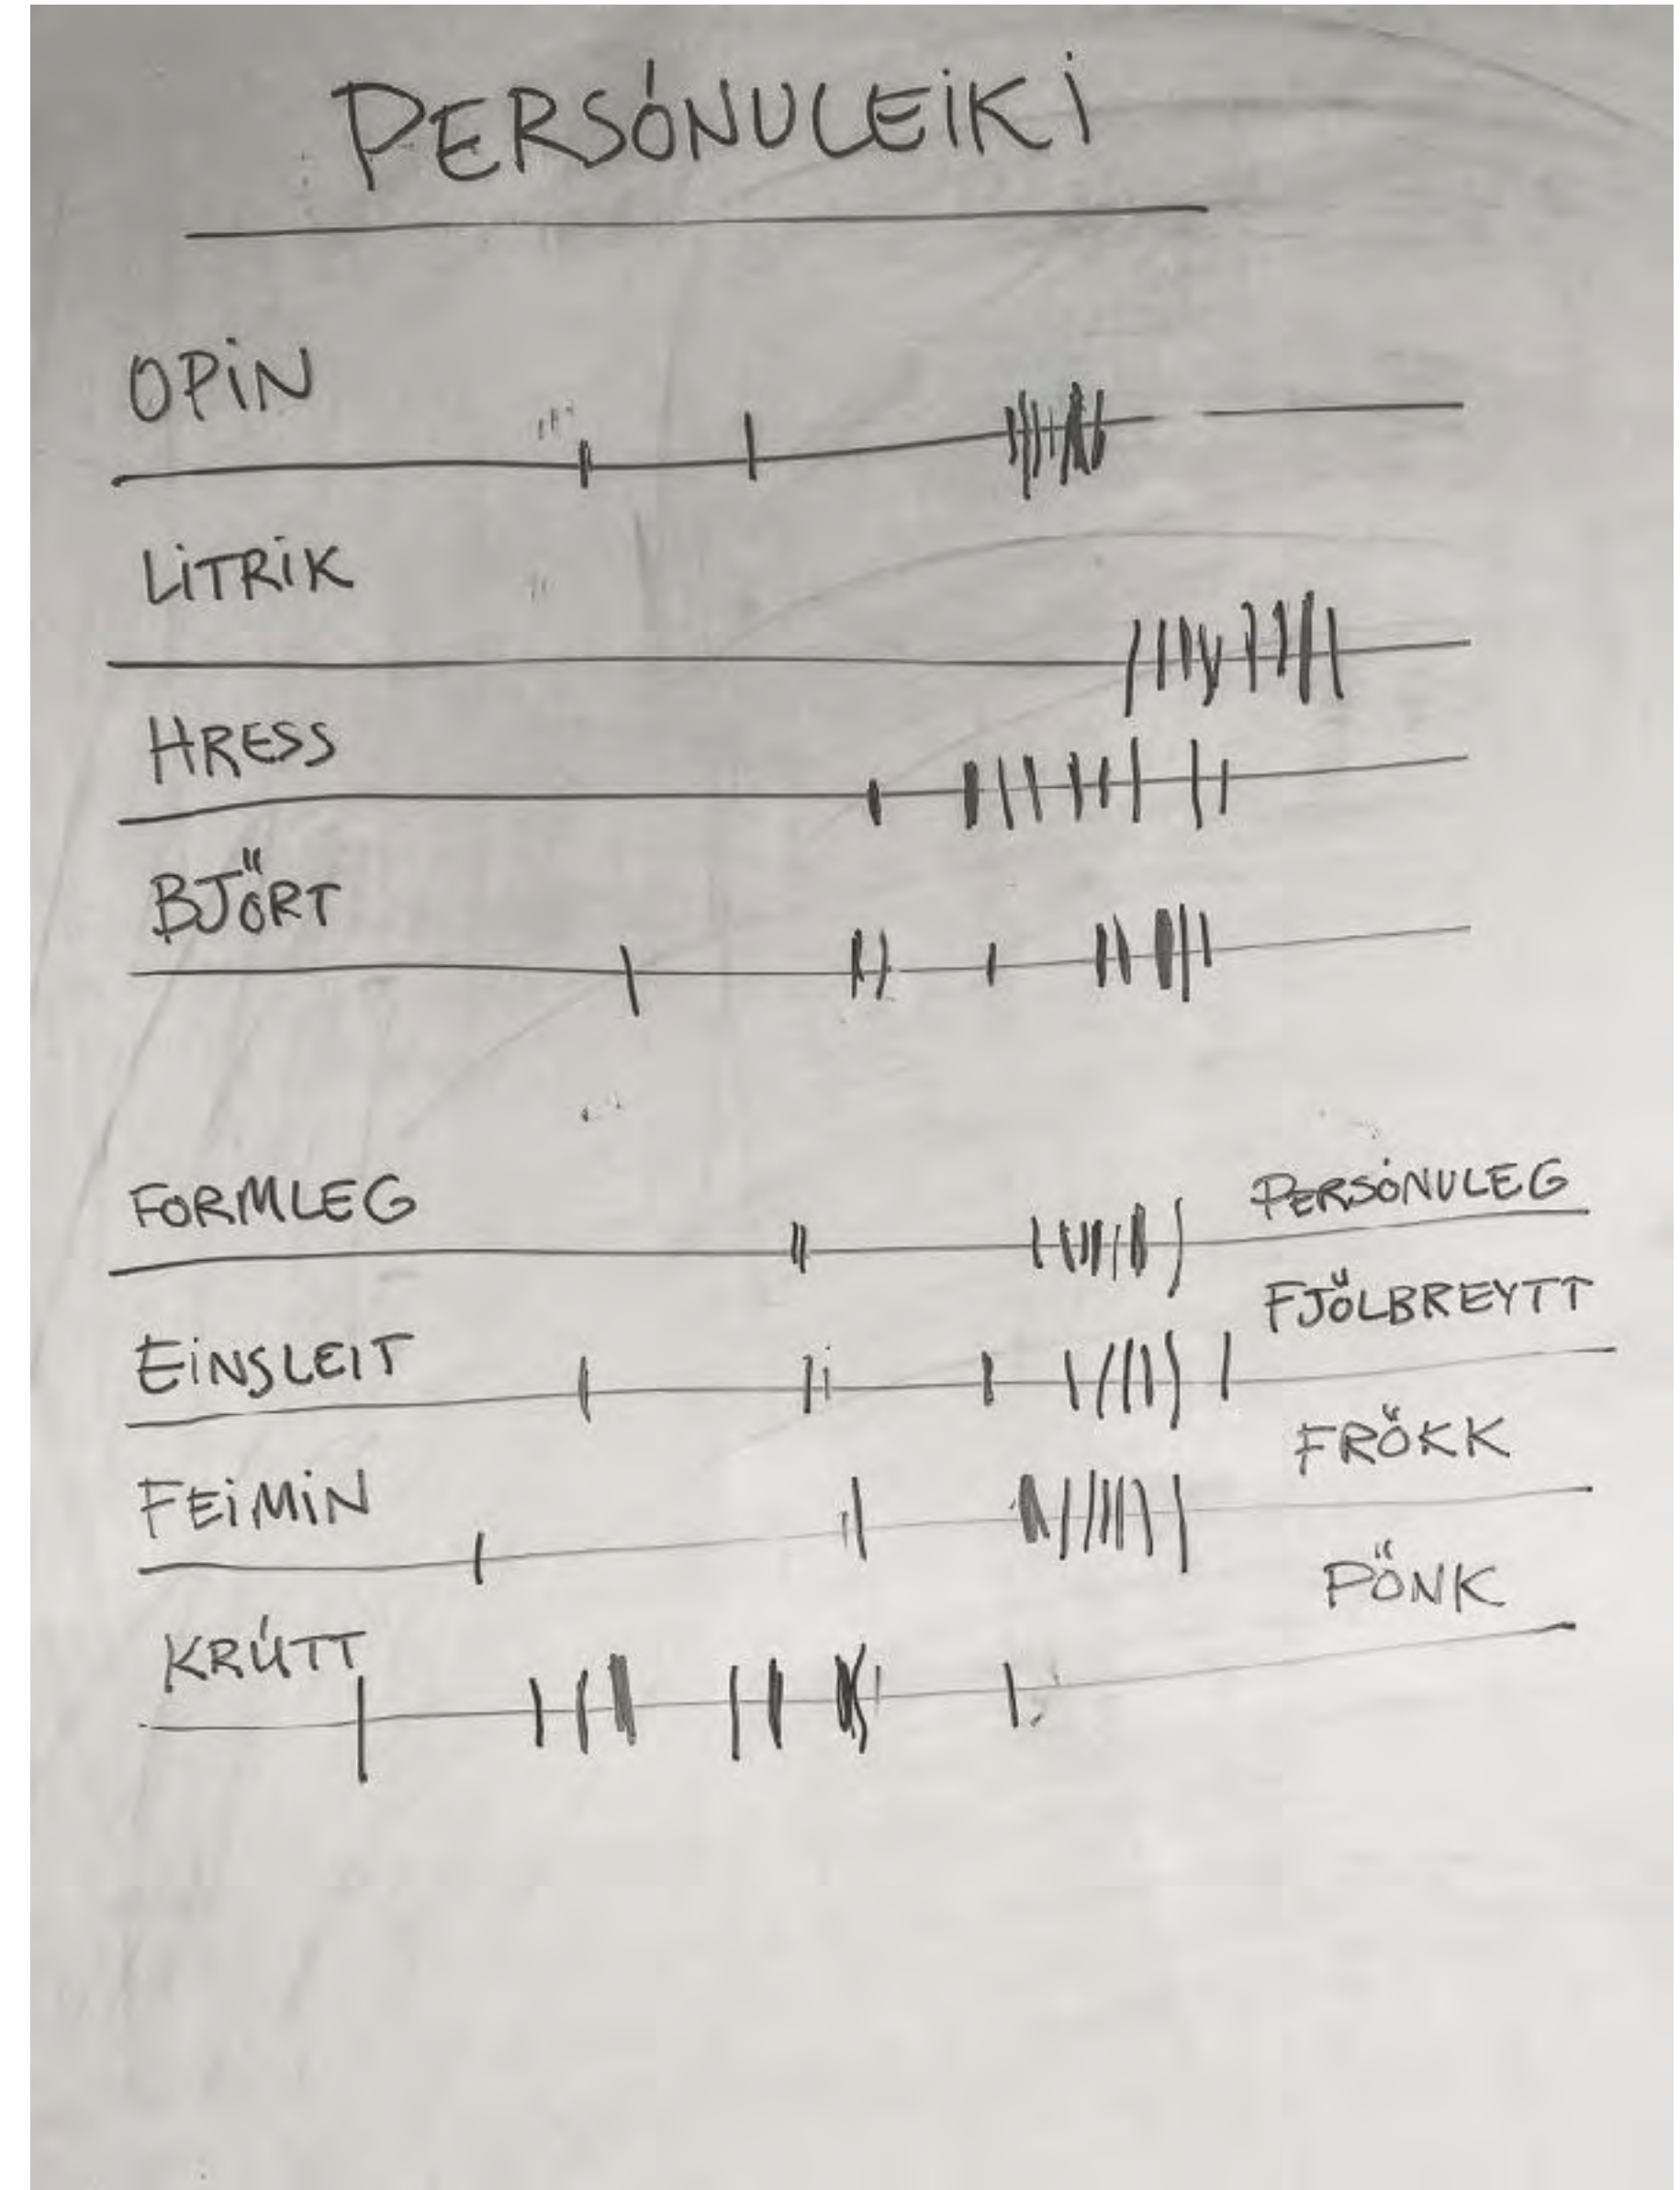 PERSÓNULEIKI
OPIN
LITRIK
HRESS
BJÖRT
FORMLEG PERSÓNULEG
EINSLEIT FJÖLBREYTT
FEIMIN FRÖKK
KRÚTT PÖNK